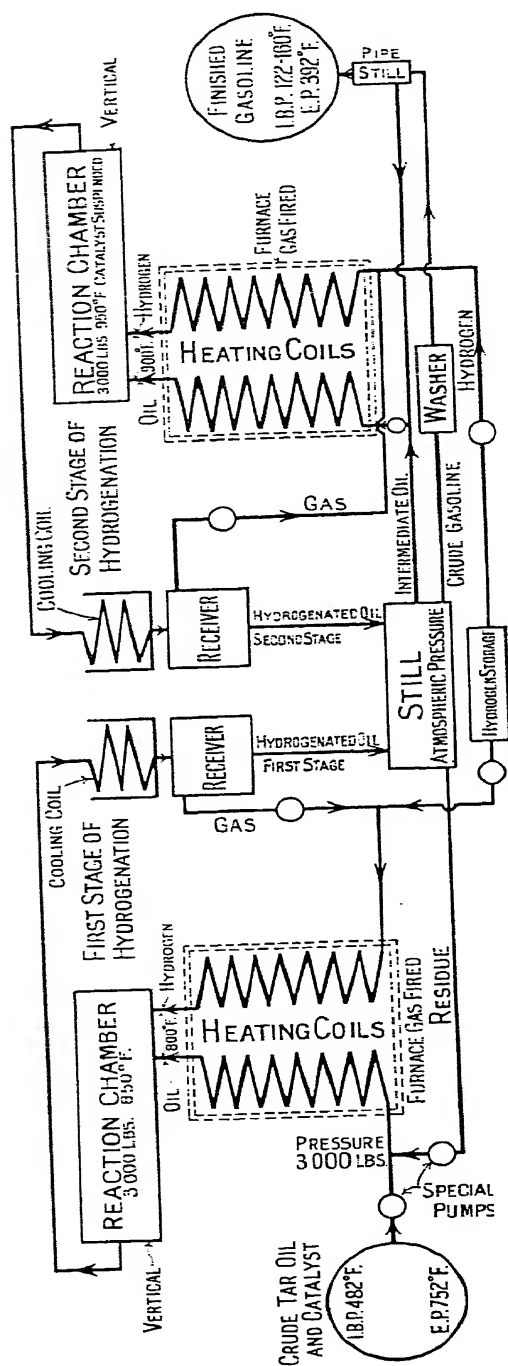 CRUDE TAR OIL
AND CATALYST
I.B.P. 482°F.
E.P. 752°F.
SPECIAL
PUMPS
PRESSURE
3000 LBS.
VERTICAL
REACTION CHAMBER
3000 LBS. 850°F.
OIL
800°F.
HYDROGEN
HEATING COILS
FURNACE GAS FIRED
RESIDUE
FIRST STAGE OF
HYDROGENATION
COOLING COIL
RECEIVER
GAS
HYDROGENATED OIL
FIRST STAGE
STILL
ATMOSPHERIC PRESSURE
HYDROGEN STORAGE
SECOND STAGE OF
HYDROGENATION
COOLING COIL
RECEIVER
GAS
HYDROGENATED OIL
SECOND STAGE
INTERMEDIATE OIL
CRUDE GASOLINE
WASHER
HYDROGEN
REACTION CHAMBER
3000 LBS. 950°F CATALYST SUSPENDED
VERTICAL
OIL
900°F.
HYDROGEN
HEATING COILS
FURNACE
GAS FIRED
PIPE
STILL
FINISHED
GASOLINE
I.B.P. 122-160°F.
E.P. 392°F.